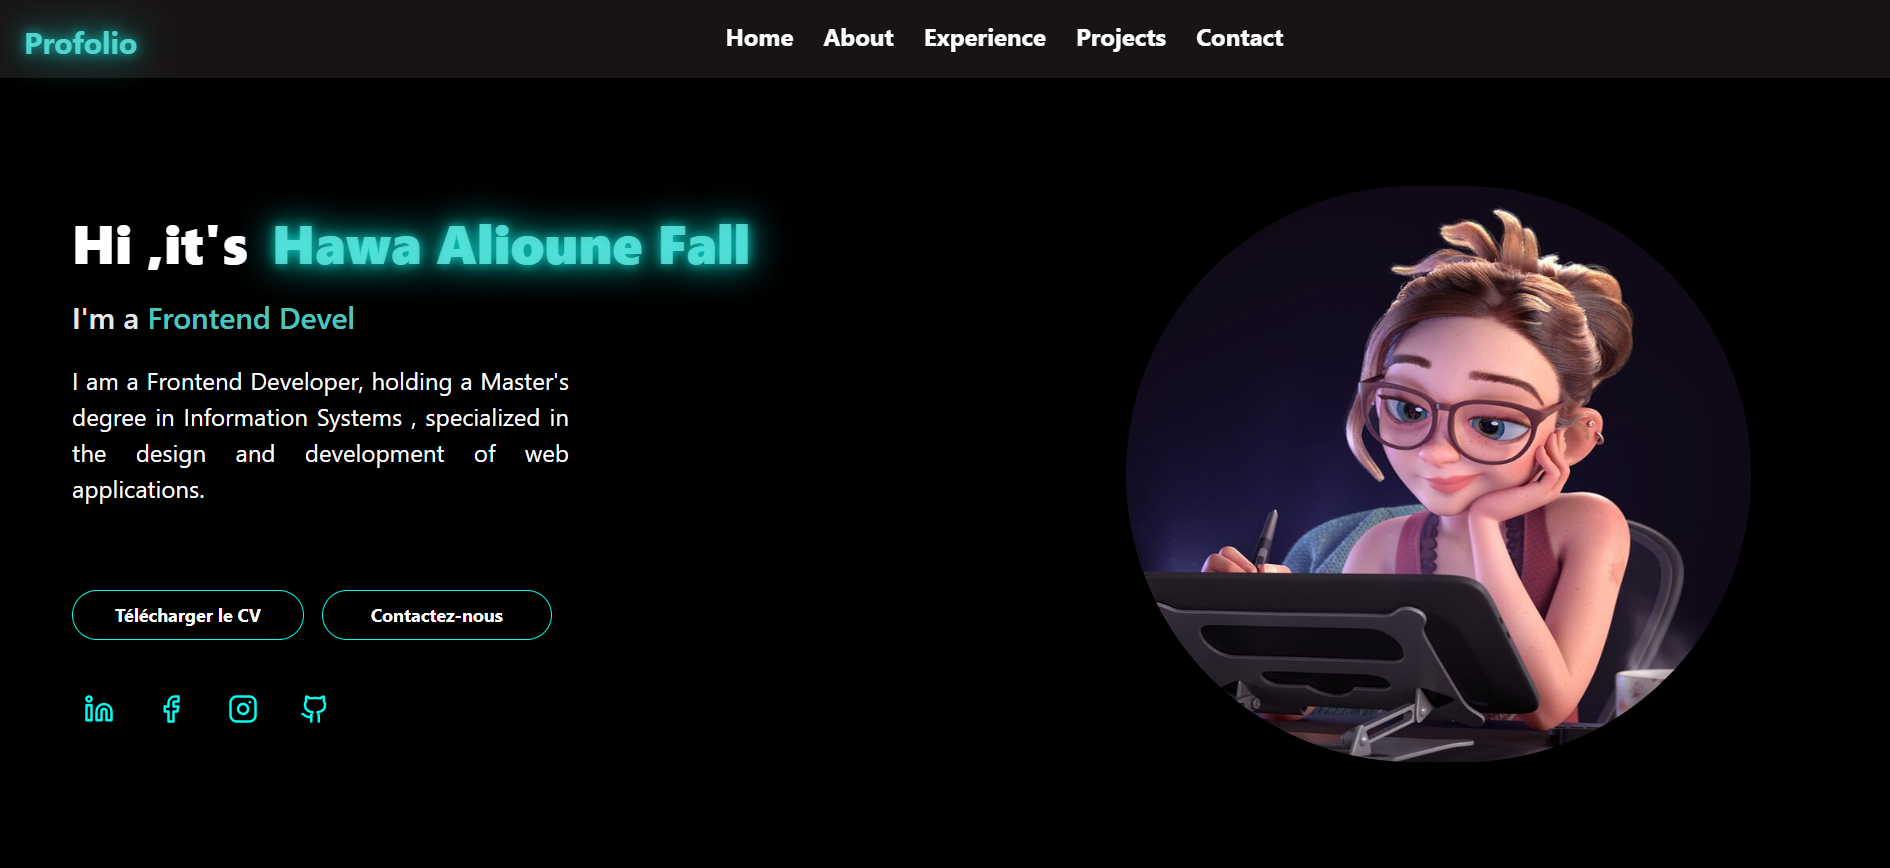 Profolio
Home About Experience Projects Contact
Hi ,it's Hawa Alioune Fall
I'm a Frontend Devel
I am a Frontend Developer, holding a Master's
degree in Information Systems , specialized in
the design and development of web
applications.
Télécharger le CV Contactez-nous